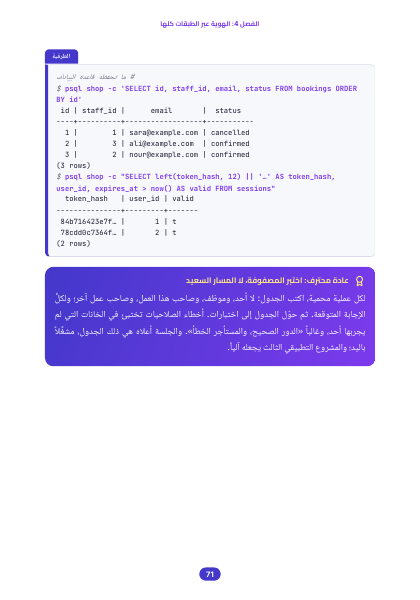 الفصل 4: الهوية عبر الطبقات كلها
الطرفية
# ما تحفظه قاعدة البيانات
$ psql shop -c 'SELECT id, staff_id, email, status FROM bookings ORDER
BY id'
id | staff_id |      email       |  status
----+----------+------------------+-----------
1 |        1 | sara@example.com | cancelled
2 |        3 | ali@example.com  | confirmed
3 |        2 | nour@example.com | confirmed
(3 rows)
$ psql shop -c "SELECT left(token_hash, 12) || '…' AS token_hash,
user_id, expires_at > now() AS valid FROM sessions"
token_hash   | user_id | valid
---------------+---------+-------
84b716423e7f… |       1 | t
78cdd0c7364f… |       2 | t
(2 rows)
عادة محترف: اختبر المصفوفة، لا المسار السعيد
لكل عملية محمية، اكتب الجدول: لا أحد، وموظف، وصاحب هذا العمل، وصاحب عمل آخر؛ ولكلٍّ
الإجابة المتوقعة. ثم حوّل الجدول إلى اختبارات. أخطاء الصلاحيات تختبئ في الخانات التي لم
يجربها أحد، وغالباً «الدور الصحيح، والمستأجر الخطأ». والجلسة أعلاه هي ذلك الجدول، مشغّلاً
باليد؛ والمشروع التطبيقي الثالث يجعله آلياً.
71